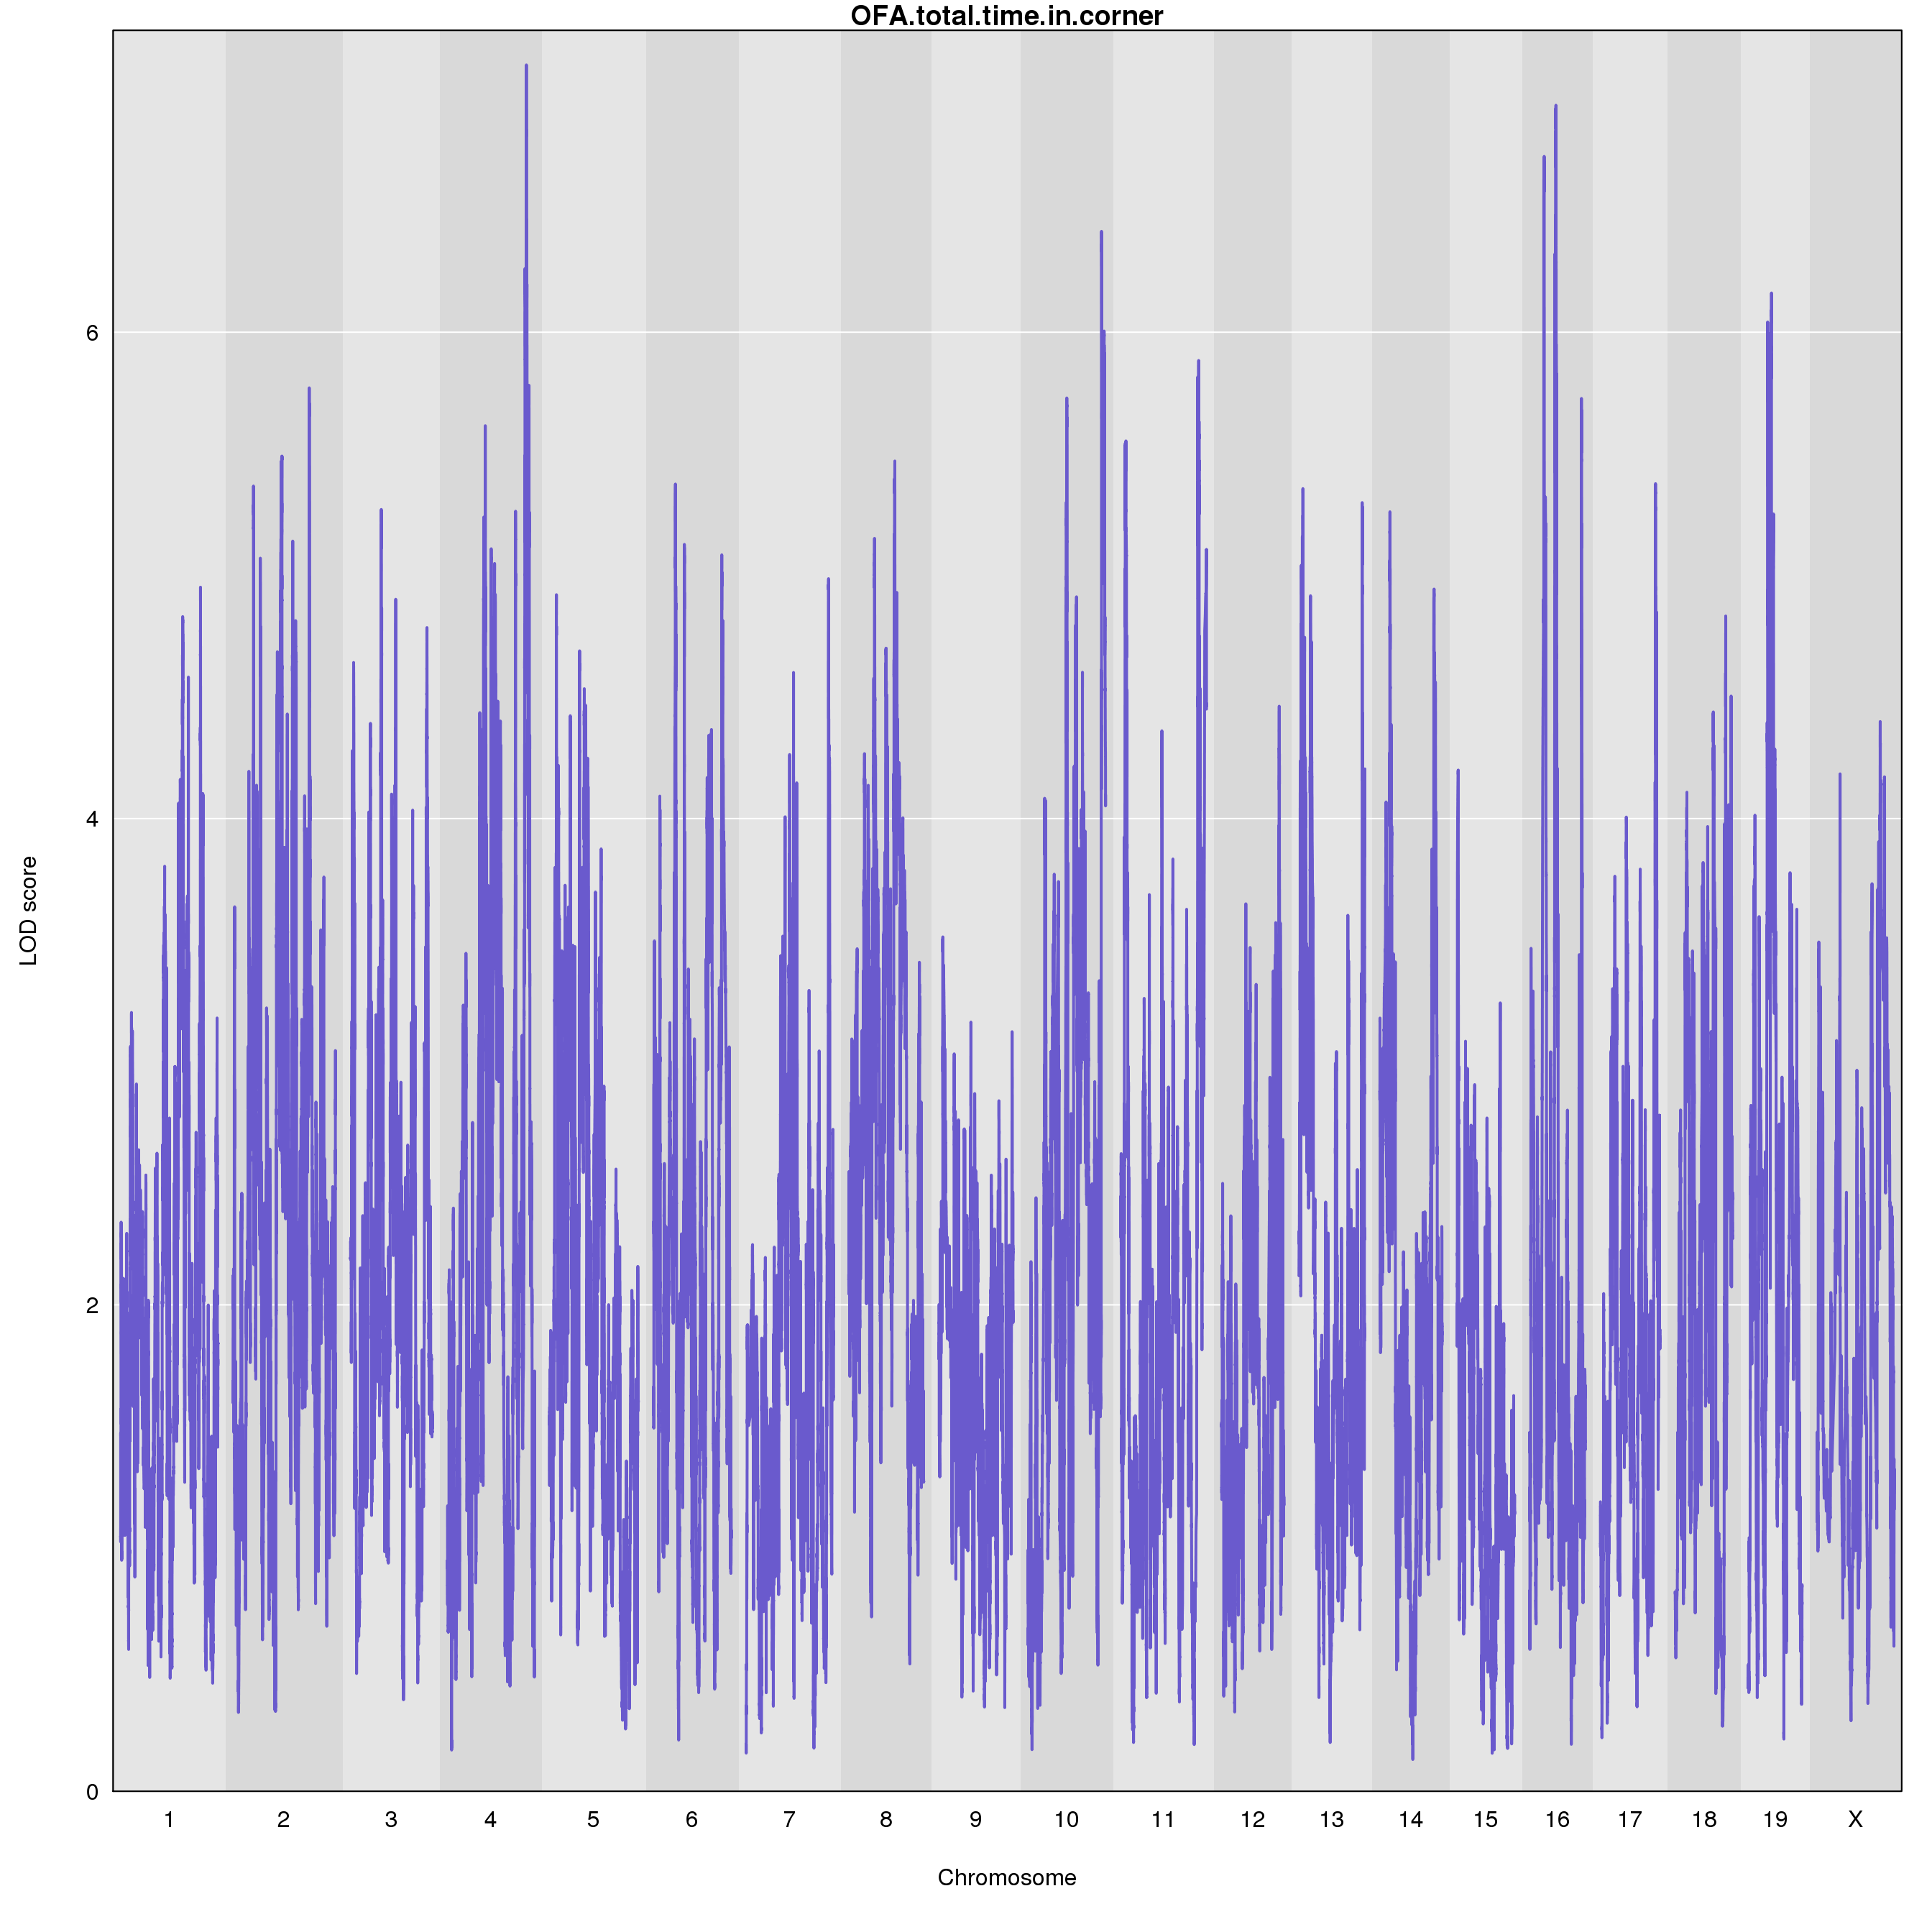 OFA.total.time.in.corner
6
4
2
0
LOD score
1 2 3 4 5 6 7 8 9 10 11 12 13 14 15 16 17 18 19 X
Chromosome